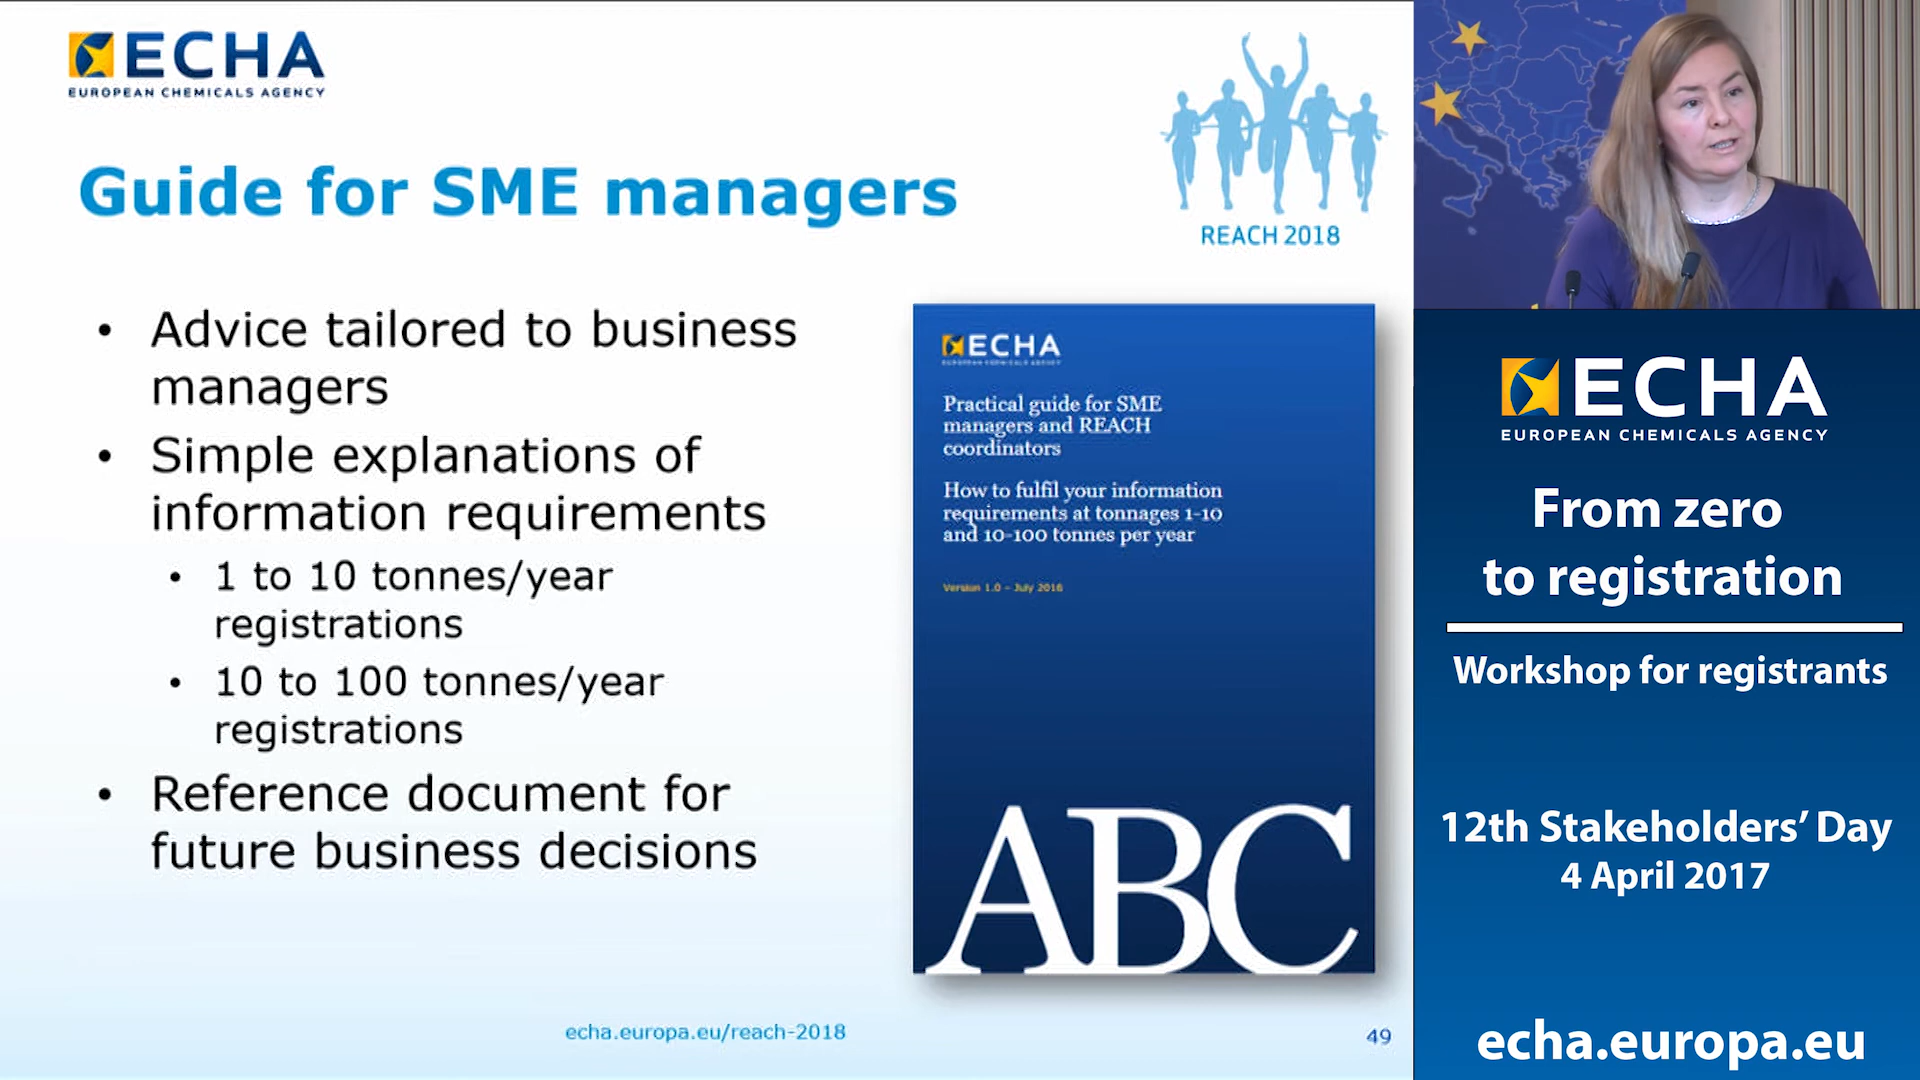 ECHA
EUROPEAN CHEMICALS AGENCY
REACH 2018
Guide for SME managers
• Advice tailored to business
managers
• Simple explanations of
information requirements
• 1 to 10 tonnes/year
registrations
• 10 to 100 tonnes/year
registrations
• Reference document for
future business decisions
ECHA
EUROPEAN CHEMICALS AGENCY
Practical guide for SME
managers and REACH
coordinators
How to fulfil your information
requirements at tonnages 1-10
and 10-100 tonnes per year
Version 1.0 – July 2016
ABC
echa.europa.eu/reach-2018
49
ECHA
EUROPEAN CHEMICALS AGENCY
From zero
to registration
Workshop for registrants
12th Stakeholders’ Day
4 April 2017
echa.europa.eu